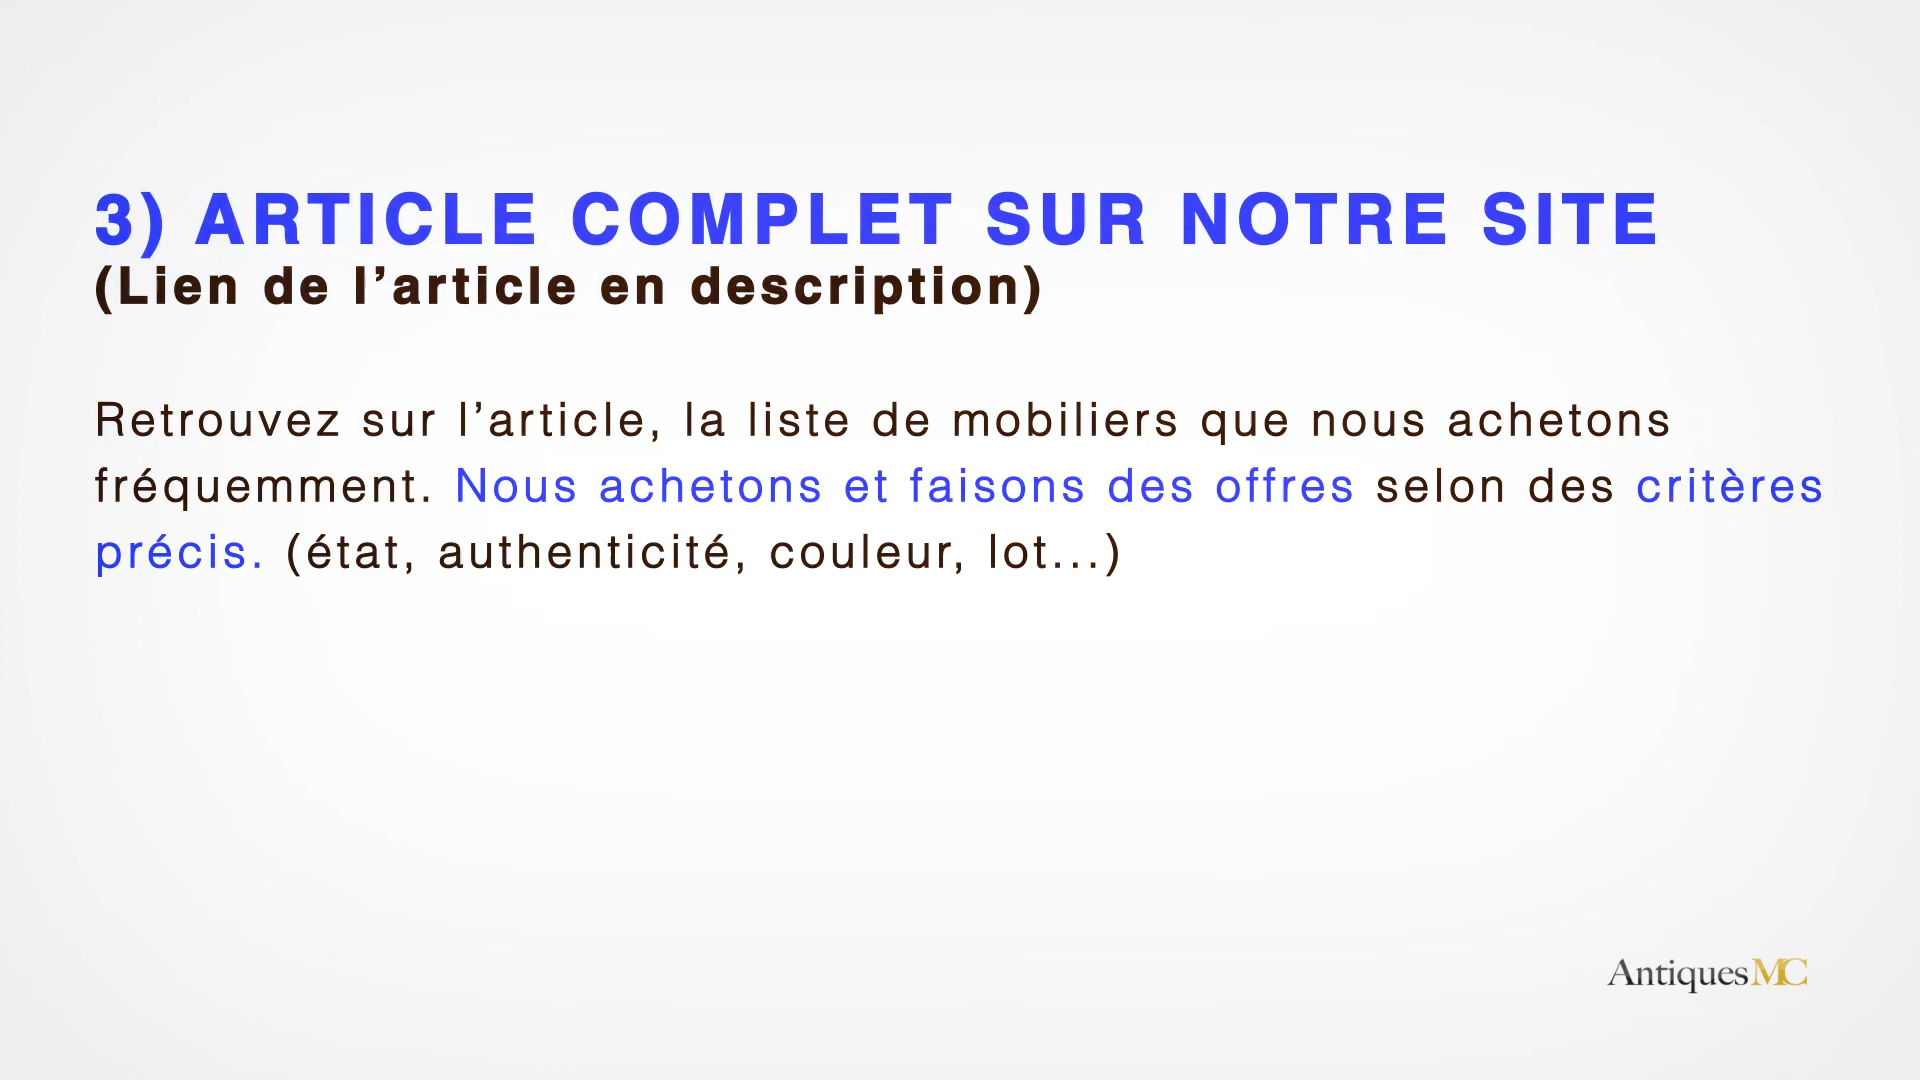 3) ARTICLE COMPLET SUR NOTRE SITE
(Lien de l’article en description)
Retrouvez sur l’article, la liste de mobiliers que nous achetons
fréquemment. Nous achetons et faisons des offres selon des critères
précis. (état, authenticité, couleur, lot...)
AntiquesMC